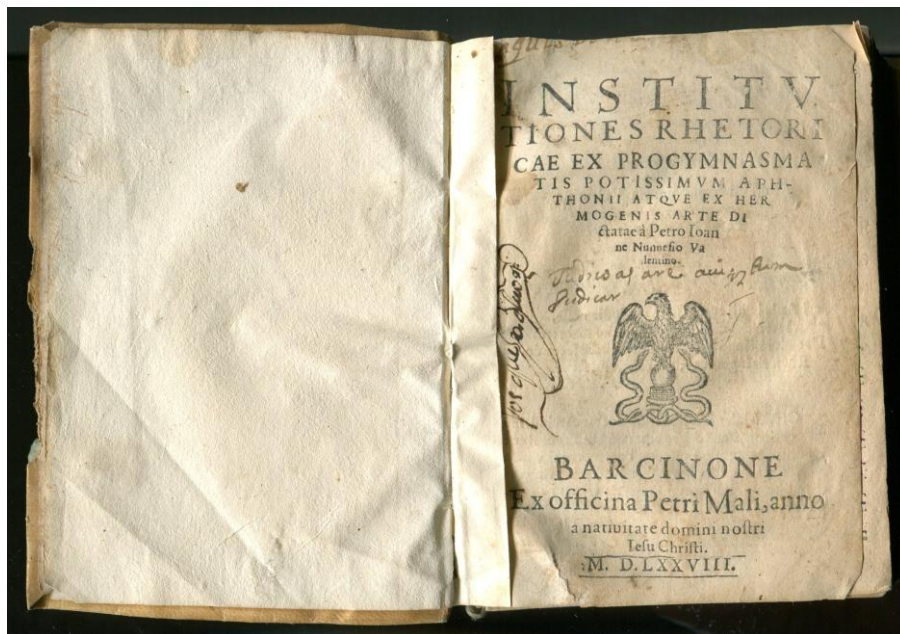 INSTITV
TIONES RHETORI
CAE EX PROGYMNASMA
TIS POTISSIMVM APH-
THONII ATQVE EX HER
MOGENIS ARTE DI
ctatae à Petro Ioan
ne Nunnesio Va
lentino.
BARCINONE
Ex officina Petri Mali, anno
a natiuitate domini nostri
Iesu Christi.
M. D. LXXVIII.